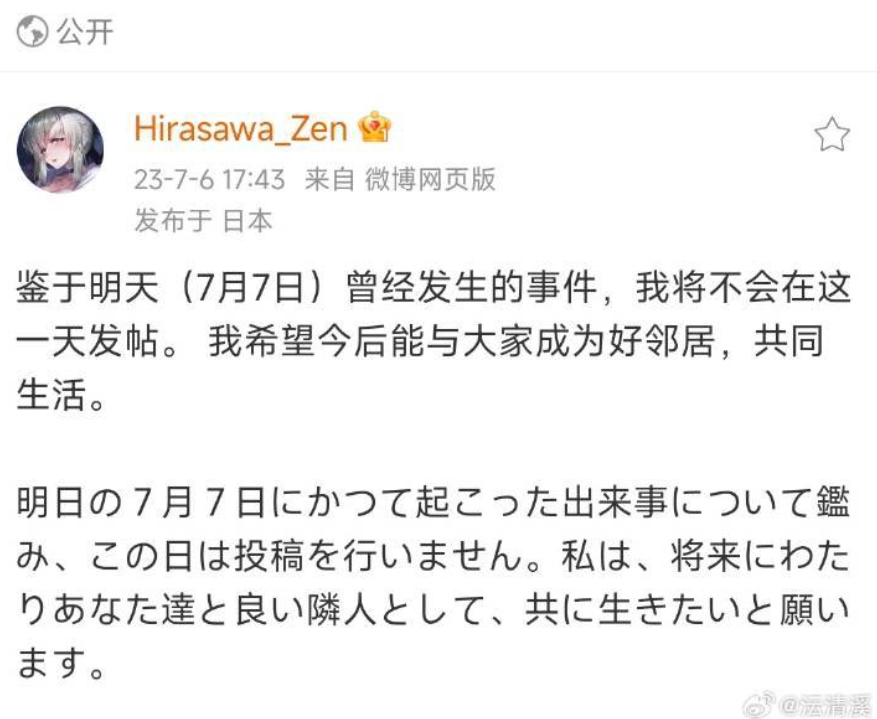 公开
Hirasawa_Zen
23-7-6 17:43 来自 微博网页版
发布于 日本
鉴于明天（7月7日）曾经发生的事件，我将不会在这
一天发帖。 我希望今后能与大家成为好邻居，共同
生活。
明日の７月７日にかつて起こった出来事について鑑
み、この日は投稿を行いません。私は、将来にわた
りあなた達と良い隣人として、共に生きたいと願い
ます。
@沄清溪